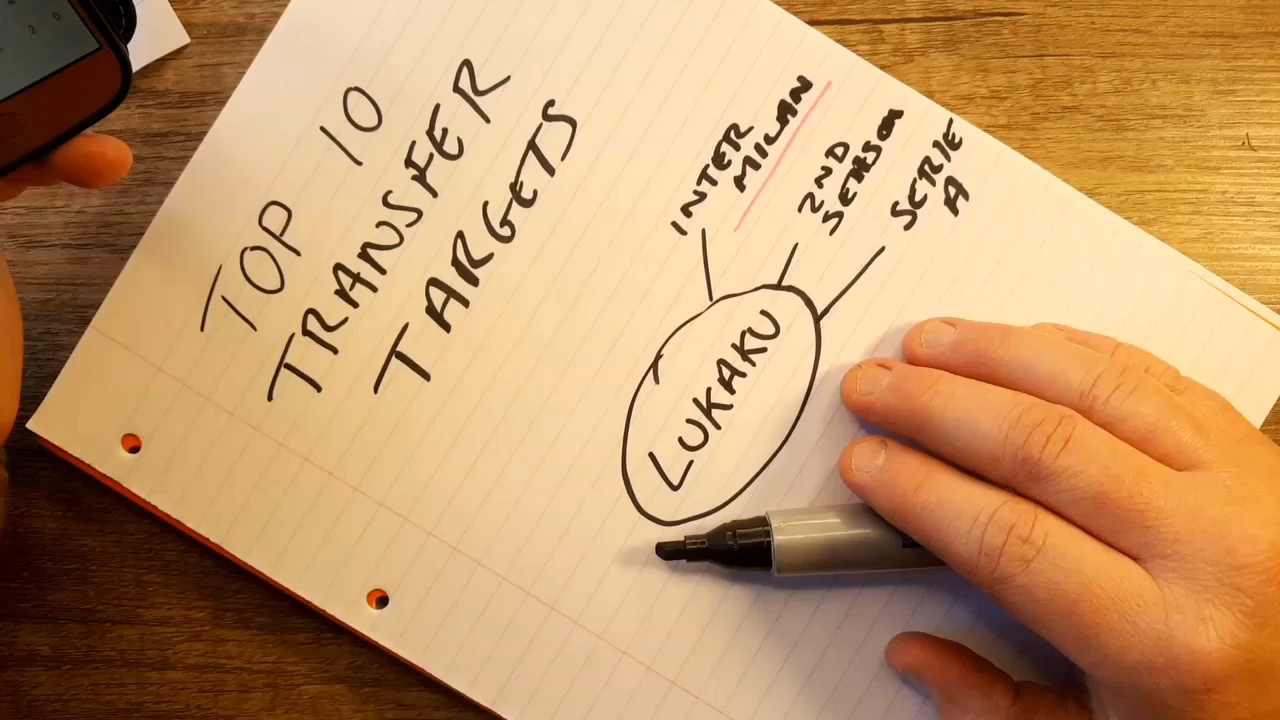 TOP 10
TRANSFER
TARGETS
INTER
MILAN
2ND
SEASON
SERIE
A
LUKAKU